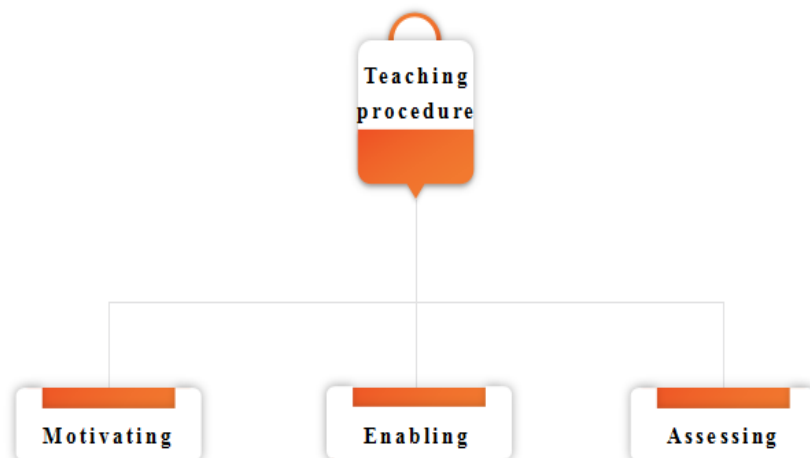 Teaching
procedure
Motivating
Enabling
Assessing